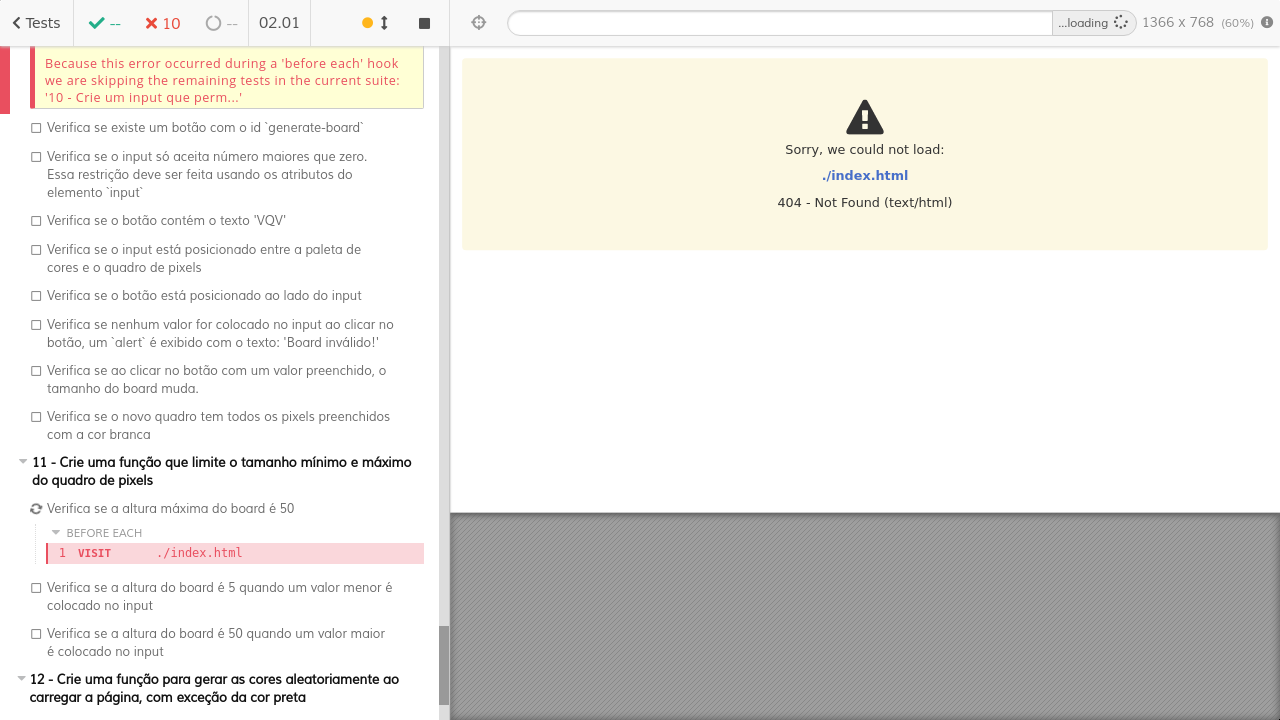 Tests
--
10
--
02.01
...loading
1366 x 768 (60%)
Because this error occurred during a 'before each' hook
we are skipping the remaining tests in the current suite:
'10 - Crie um input que perm...'
Verifica se existe um botão com o id `generate-board`
Verifica se o input só aceita número maiores que zero.
Essa restrição deve ser feita usando os atributos do
elemento `input`
Verifica se o botão contém o texto 'VQV'
Verifica se o input está posicionado entre a paleta de
cores e o quadro de pixels
Verifica se o botão está posicionado ao lado do input
Verifica se nenhum valor for colocado no input ao clicar no
botão, um `alert` é exibido com o texto: 'Board inválido!'
Verifica se ao clicar no botão com um valor preenchido, o
tamanho do board muda.
Verifica se o novo quadro tem todos os pixels preenchidos
com a cor branca
11 - Crie uma função que limite o tamanho mínimo e máximo
do quadro de pixels
Verifica se a altura máxima do board é 50
BEFORE EACH
1 VISIT ./index.html
Verifica se a altura do board é 5 quando um valor menor é
colocado no input
Verifica se a altura do board é 50 quando um valor maior
é colocado no input
12 - Crie uma função para gerar as cores aleatoriamente ao
carregar a página, com exceção da cor preta
Sorry, we could not load:
./index.html
404 - Not Found (text/html)